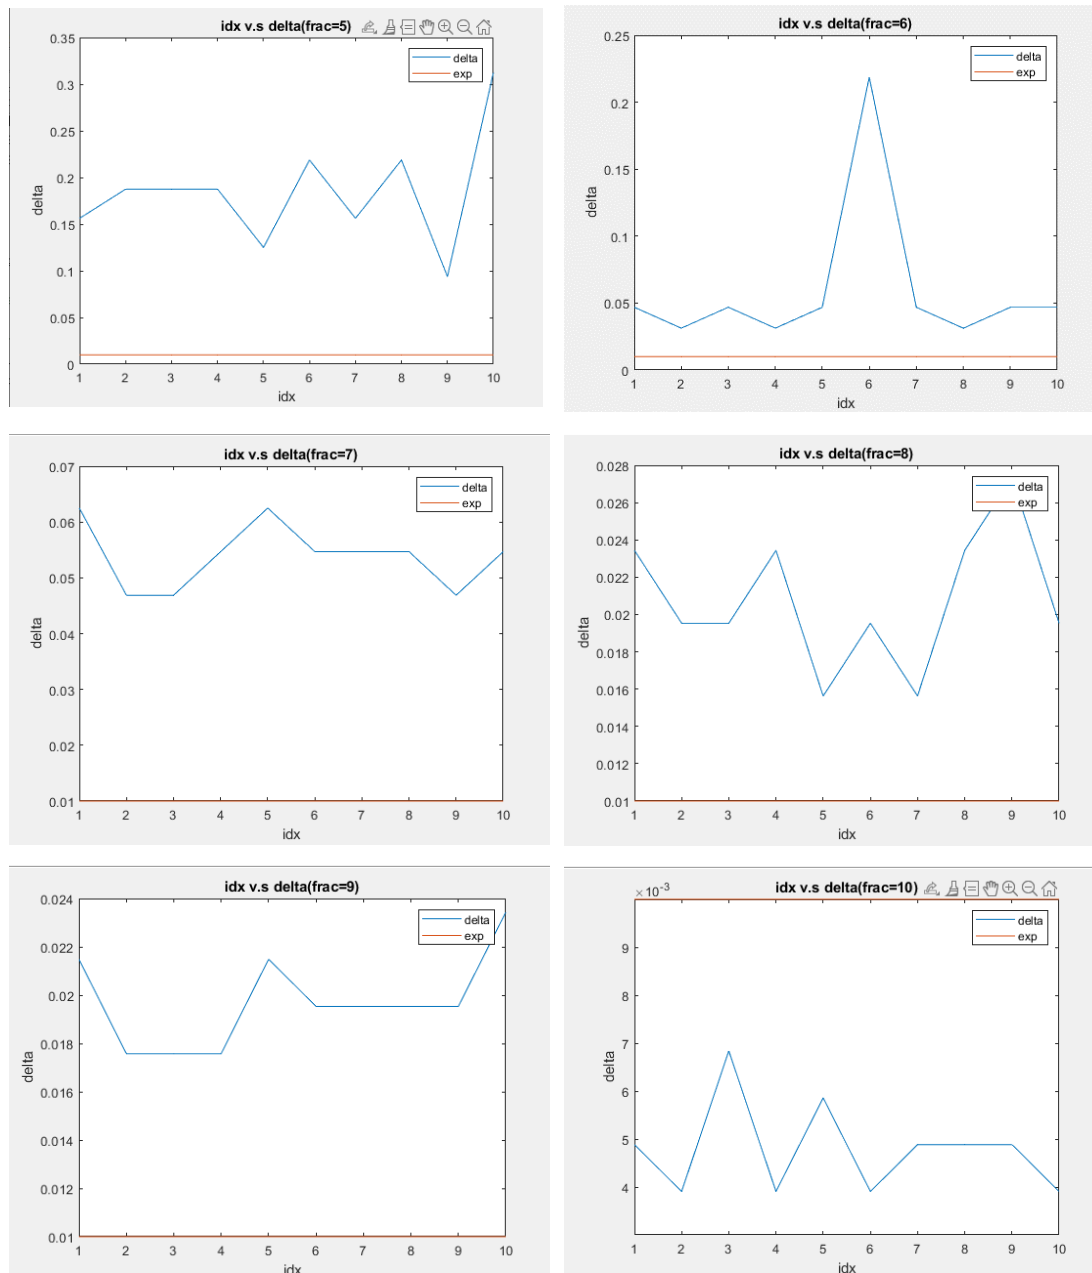 idx v.s delta(frac=5)
delta
exp
0.35
0.3
0.25
0.2
0.15
0.1
0.05
0
delta
1 2 3 4 5 6 7 8 9 10
idx
idx v.s delta(frac=6)
delta
exp
0.25
0.2
0.15
0.1
0.05
0
delta
1 2 3 4 5 6 7 8 9 10
idx
idx v.s delta(frac=7)
delta
exp
0.07
0.06
0.05
0.04
0.03
0.02
0.01
delta
1 2 3 4 5 6 7 8 9 10
idx
idx v.s delta(frac=8)
delta
exp
0.028
0.026
0.024
0.022
0.02
0.018
0.016
0.014
0.012
0.01
delta
1 2 3 4 5 6 7 8 9 10
idx
idx v.s delta(frac=9)
delta
exp
0.024
0.022
0.02
0.018
0.016
0.014
0.012
0.01
delta
1 2 3 4 5 6 7 8 9 10
idx
×10⁻³
idx v.s delta(frac=10)
delta
exp
9
8
7
6
5
4
delta
1 2 3 4 5 6 7 8 9 10
idx